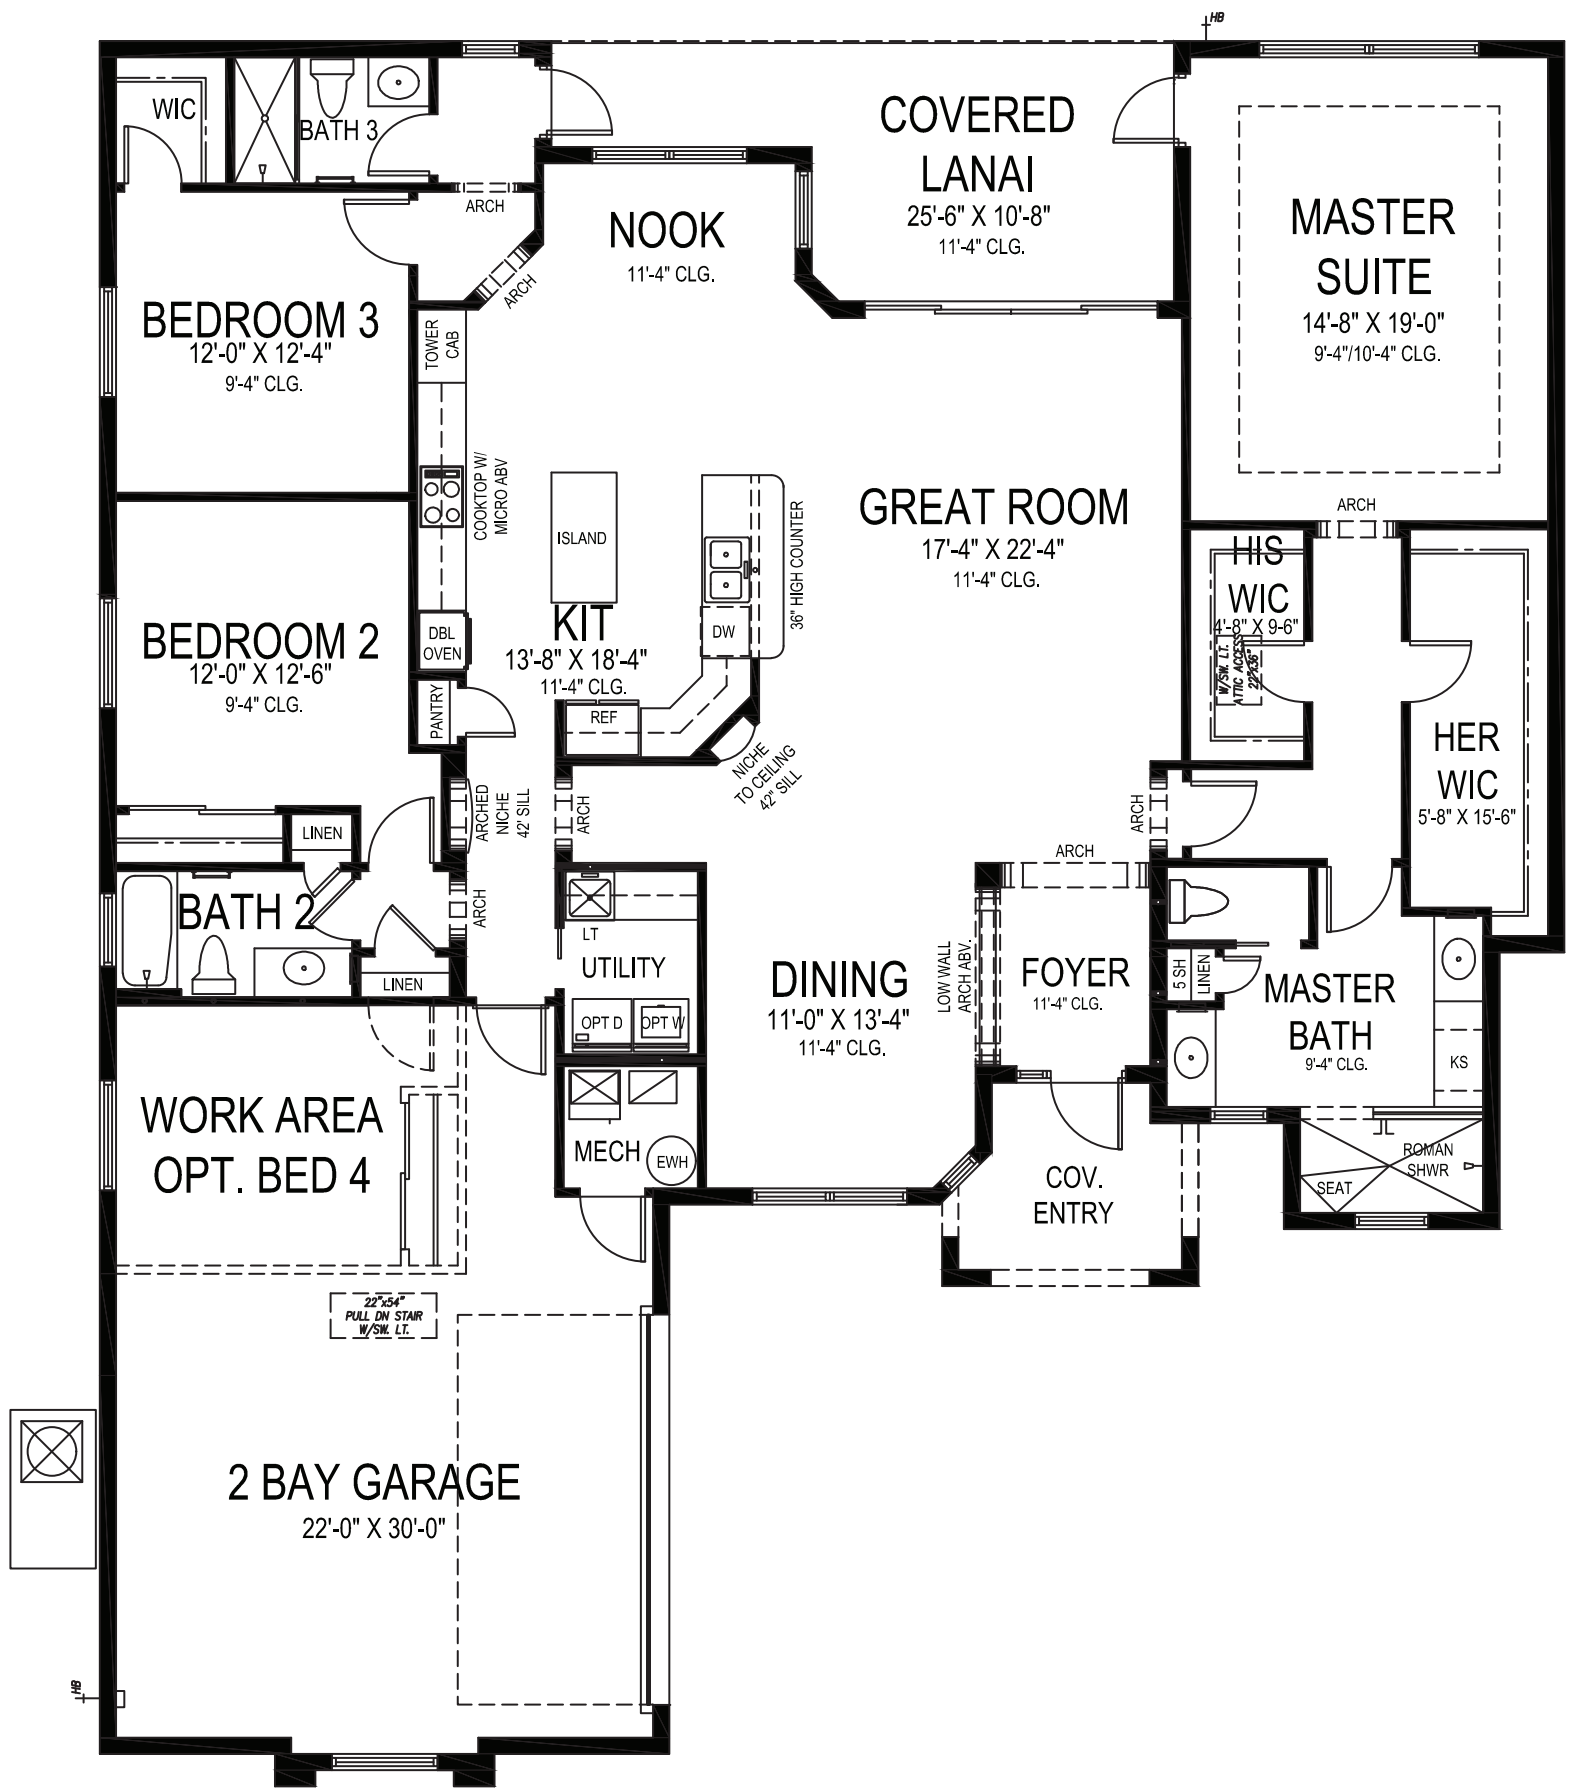 HB
WIC
BATH 3
ARCH
ARCH
NOOK
11'-4" CLG.
COVERED
LANAI
25'-6" X 10'-8"
11'-4" CLG.
MASTER
SUITE
14'-8" X 19'-0"
9'-4"/10'-4" CLG.
BEDROOM 3
12'-0" X 12'-4"
9'-4" CLG.
TOWER
CAB
COOKTOP W/
MICRO ABV
ISLAND
36" HIGH COUNTER
GREAT ROOM
17'-4" X 22'-4"
11'-4" CLG.
ARCH
HIS
WIC
4'-8" X 9-6"
W/SW. LT.
ATTIC ACCESS
22"x36"
BEDROOM 2
12'-0" X 12'-6"
9'-4" CLG.
DBL
OVEN
KIT
13'-8" X 18'-4"
11'-4" CLG.
DW
PANTRY
REF
NICHE
TO CEILING
42" SILL
HER
WIC
5'-8" X 15'-6"
LINEN
ARCHED
NICHE
42' SILL
ARCH
ARCH
ARCH
BATH 2
ARCH
LINEN
LT
UTILITY
OPT D
OPT W
DINING
11'-0" X 13'-4"
11'-4" CLG.
LOW WALL
ARCH ABV.
FOYER
11'-4" CLG.
5 SH
LINEN
MASTER
BATH
9'-4" CLG.
KS
WORK AREA
OPT. BED 4
MECH
EWH
COV.
ENTRY
ROMAN
SHWR
SEAT
22"x54"
PULL DN STAIR
W/SW. LT.
2 BAY GARAGE
22'-0" X 30'-0"
HB